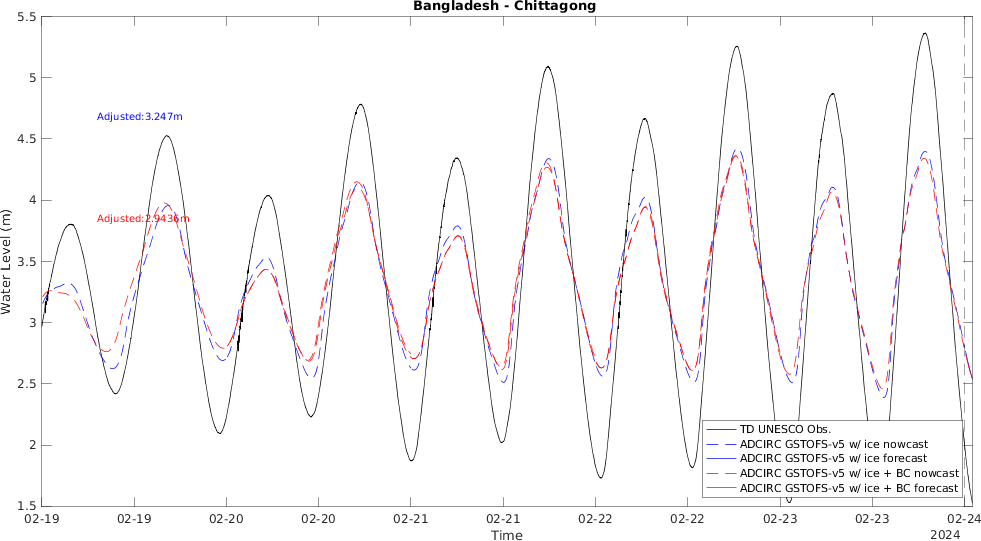 Bangladesh - Chittagong
5.5
5
4.5
4
3.5
3
2.5
2
1.5
Water Level (m)
Adjusted:3.247m
Adjusted:2.9436m
TD UNESCO Obs.
ADCIRC GSTOFS-v5 w/ ice nowcast
ADCIRC GSTOFS-v5 w/ ice forecast
ADCIRC GSTOFS-v5 w/ ice + BC nowcast
ADCIRC GSTOFS-v5 w/ ice + BC forecast
02-19 02-19 02-20 02-20 02-21 02-21 02-22 02-22 02-23 02-23 02-24
Time
2024